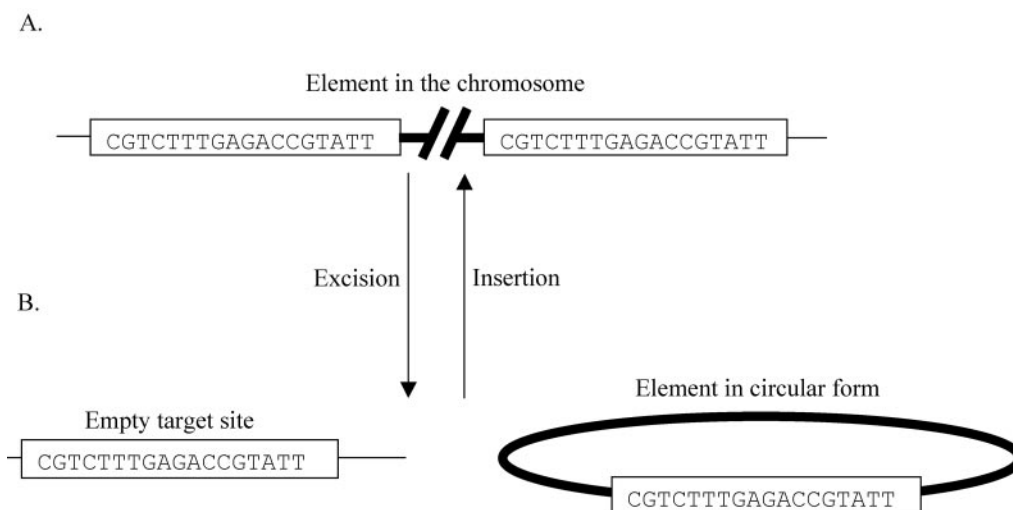 A.
Element in the chromosome
CGTCTTTGAGACCGTATT CGTCTTTGAGACCGTATT
Excision Insertion
B.
Element in circular form
Empty target site
CGTCTTTGAGACCGTATT
CGTCTTTGAGACCGTATT